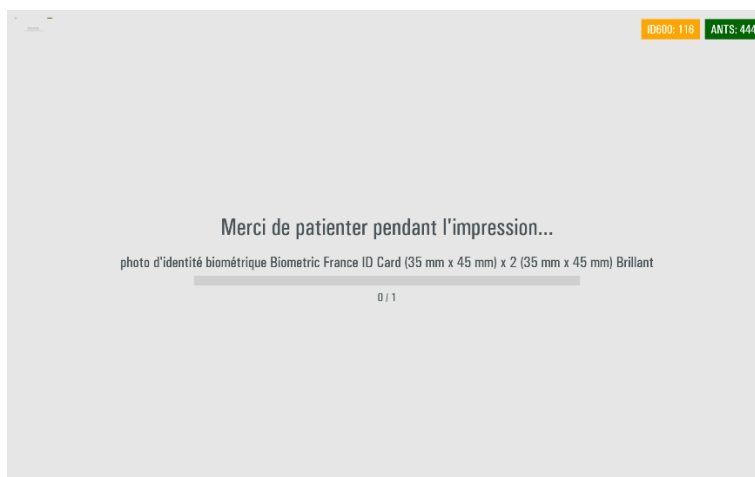 ID600: 116 ANTS: 444
Merci de patienter pendant l'impression...
photo d'identité biométrique Biometric France ID Card (35 mm x 45 mm) x 2 (35 mm x 45 mm) Brillant
0 / 1